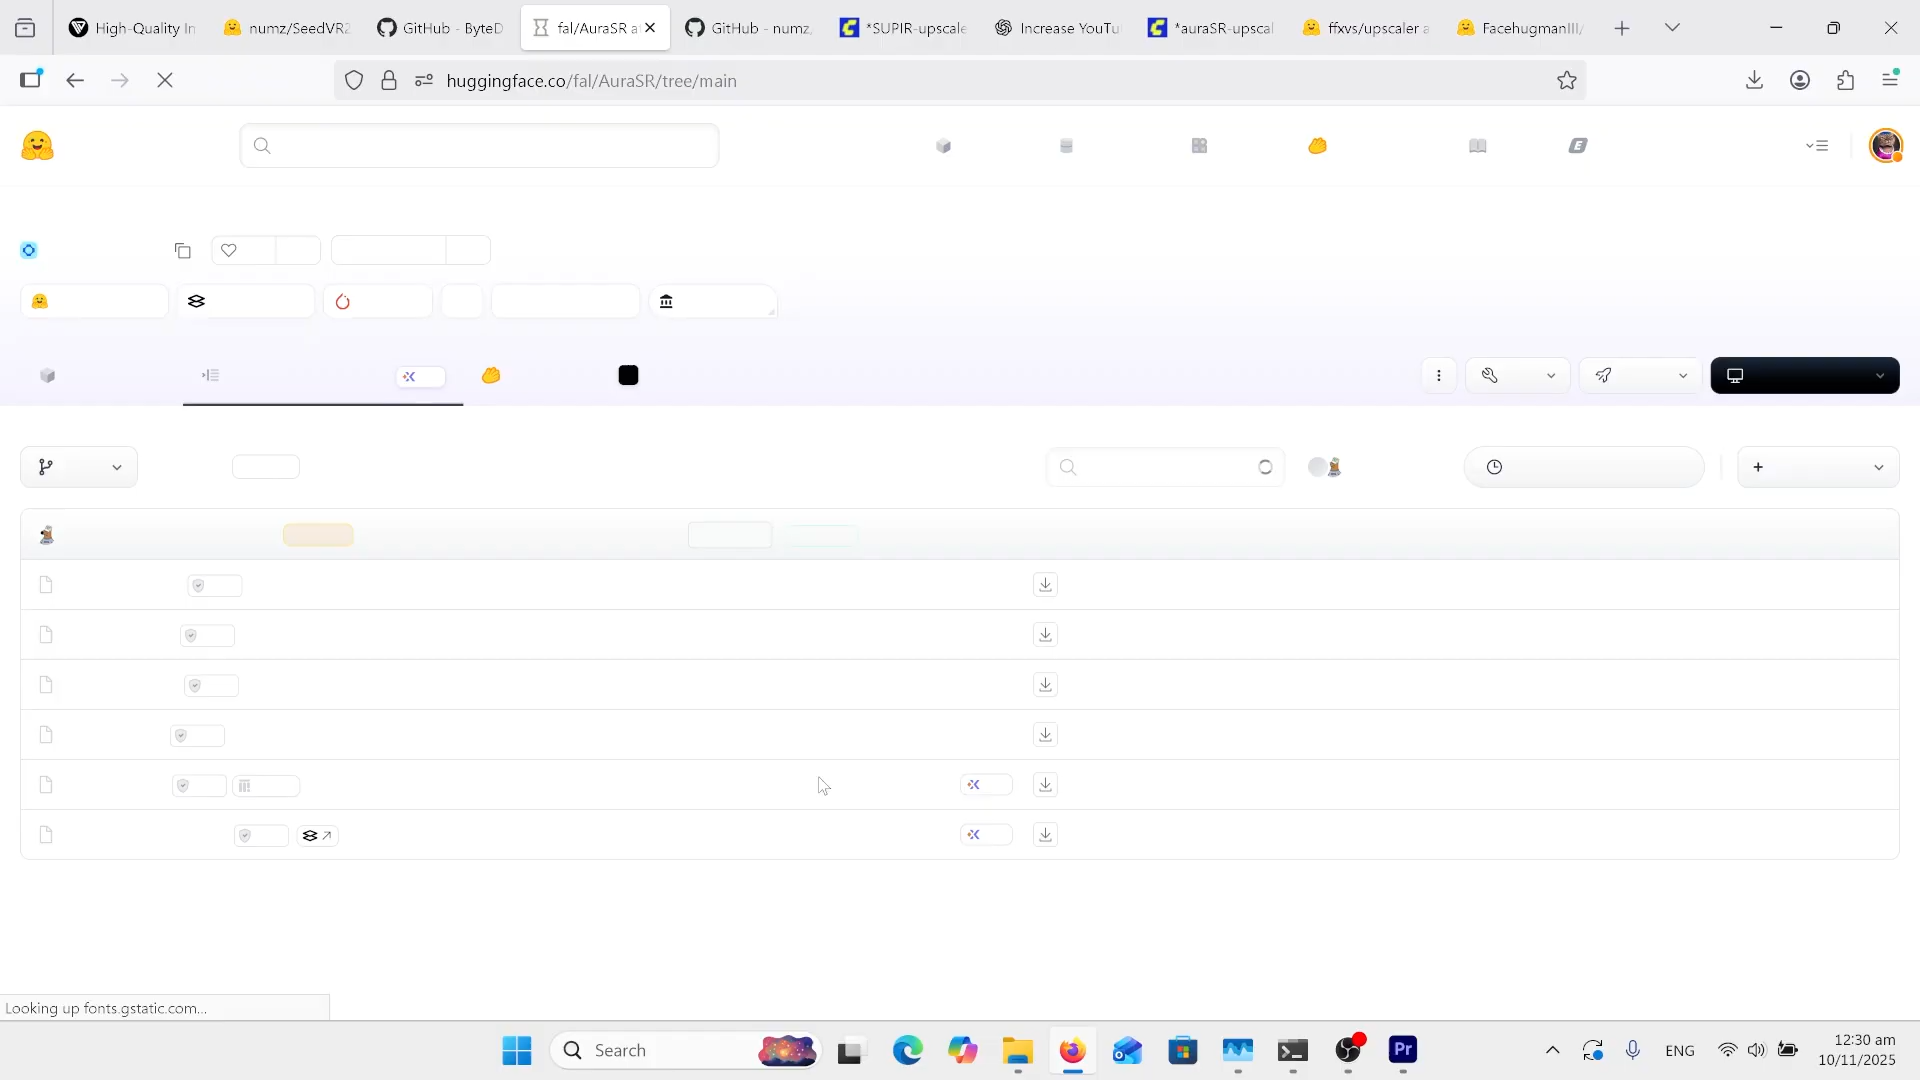 High-Quality In
numz/SeedVR2
GitHub - ByteD
fal/AuraSR a
GitHub - numz,
*SUPIR-upscale
Increase YouTu
*auraSR-upscal
ffxvs/upscaler a
FacehugmanIII/
huggingface.co/fal/AuraSR/tree/main
Looking up fonts.gstatic.com...
Search
Pr
ENG
12:30 am
10/11/2025